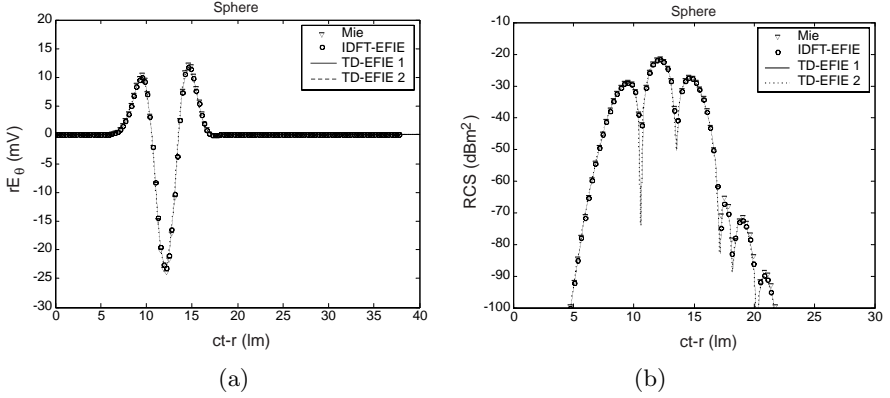 Sphere
20
15
10
5
0
-5
-10
-15
-20
-25
-30
rE_θ (mV)
0 5 10 15 20 25 30 35 40
ct-r (lm)
Mie
IDFT-EFIE
TD-EFIE 1
TD-EFIE 2
(a)
Sphere
0
-10
-20
-30
-40
-50
-60
-70
-80
-90
-100
RCS (dBm²)
0 5 10 15 20 25 30
ct-r (lm)
Mie
IDFT-EFIE
TD-EFIE 1
TD-EFIE 2
(b)